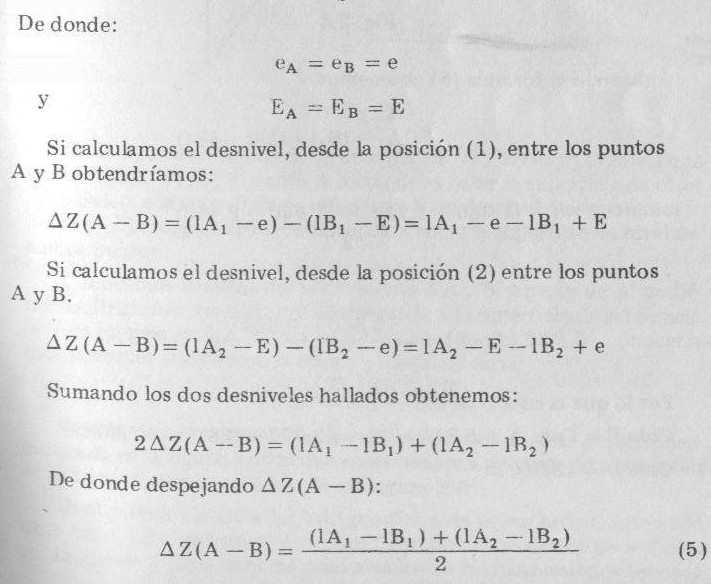 De donde:
e_A = e_B = e
y
E_A = E_B = E
Si calculamos el desnivel, desde la posición (1), entre los puntos
A y B obtendríamos:
ΔZ(A − B) = (lA₁ − e) − (lB₁ − E) = lA₁ − e − lB₁ + E
Si calculamos el desnivel, desde la posición (2) entre los puntos
A y B.
ΔZ(A − B) = (lA₂ − E) − (lB₂ − e) = lA₂ − E − lB₂ + e
Sumando los dos desniveles hallados obtenemos:
2ΔZ(A − B) = (lA₁ − lB₁) + (lA₂ − lB₂)
De donde despejando ΔZ(A − B):
ΔZ(A − B) = \frac{(lA₁ − lB₁) + (lA₂ − lB₂)}{2} (5)